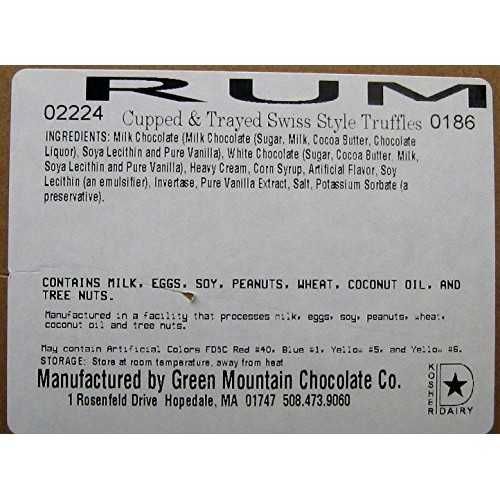 RUM
02224 Cupped & Trayed Swiss Style Truffles 0186
INGREDIENTS: Milk Chocolate (Milk Chocolate (Sugar, Milk, Cocoa Butter, Chocolate
Liquor), Soya Lecithin and Pure Vanilla), White Chocolate (Sugar, Cocoa Butter, Milk,
Soya Lecithin and Pure Vanilla), Heavy Cream, Corn Syrup, Artificial Flavor, Soy
Lecithin (an emulsifier), Invertase, Pure Vanilla Extract, Salt, Potassium Sorbate (a
preservative).
CONTAINS MILK, EGGS, SOY, PEANUTS, WHEAT, COCONUT OIL, AND
TREE NUTS.
Manufactured in a facility that processes milk, eggs, soy, peanuts, wheat,
coconut oil and tree nuts.
May contain Artificial Colors FD&C Red #40, Blue #1, Yellow #5, and Yellow #6.
STORAGE: Store at room temperature, away from heat.
Manufactured by Green Mountain Chocolate Co.
1 Rosenfeld Drive Hopedale, MA 01747 508.473.9060
KOSHER D DAIRY